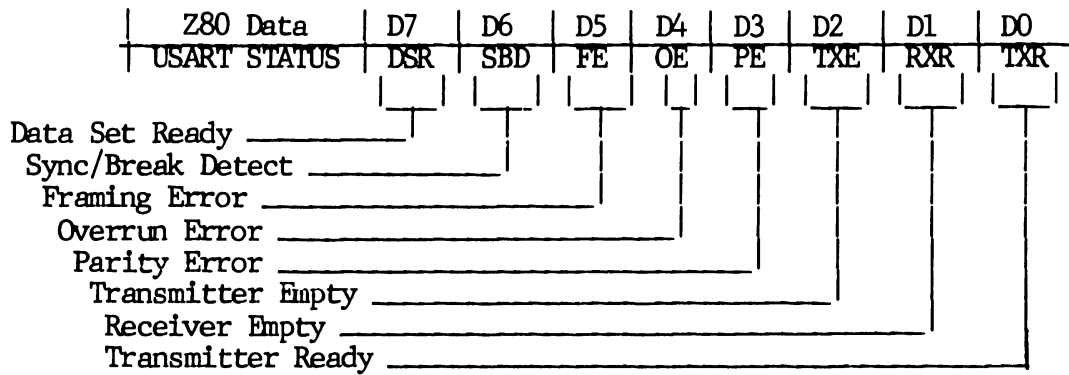 Z80 Data D7 D6 D5 D4 D3 D2 D1 D0
USART STATUS DSR SBD FE OE PE TXE RXR TXR
Data Set Ready
Sync/Break Detect
Framing Error
Overrun Error
Parity Error
Transmitter Empty
Receiver Empty
Transmitter Ready